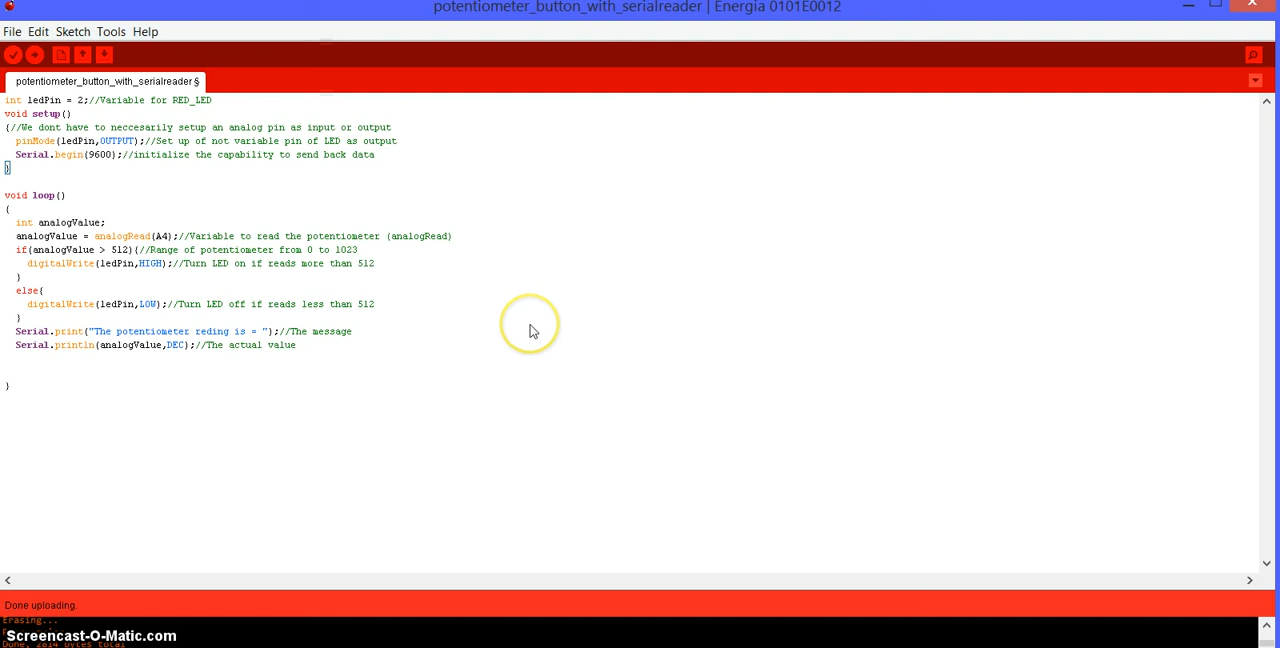 potentiometer_button_with_serialreader | Energia 0101E0012
File Edit Sketch Tools Help
potentiometer_button_with_serialreader §
int ledPin = 2;//Variable for RED_LED
void setup()
{//We dont have to neccesarily setup an analog pin as input or output
pinMode(ledPin,OUTPUT);//Set up of not variable pin of LED as output
Serial.begin(9600);//initialize the capability to send back data
}
void loop()
{
int analogValue;
analogValue = analogRead(A4);//Variable to read the potentiometer (analogRead)
if(analogValue > 512){//Range of potentiometer from 0 to 1023
digitalWrite(ledPin,HIGH);//Turn LED on if reads more than 512
}
else{
digitalWrite(ledPin,LOW);//Turn LED off if reads less than 512
}
Serial.print("The potentiometer reding is = ");//The message
Serial.println(analogValue,DEC);//The actual value
}
Done uploading.
Erasing...
Screencast-O-Matic.com
Done, 2814 bytes total